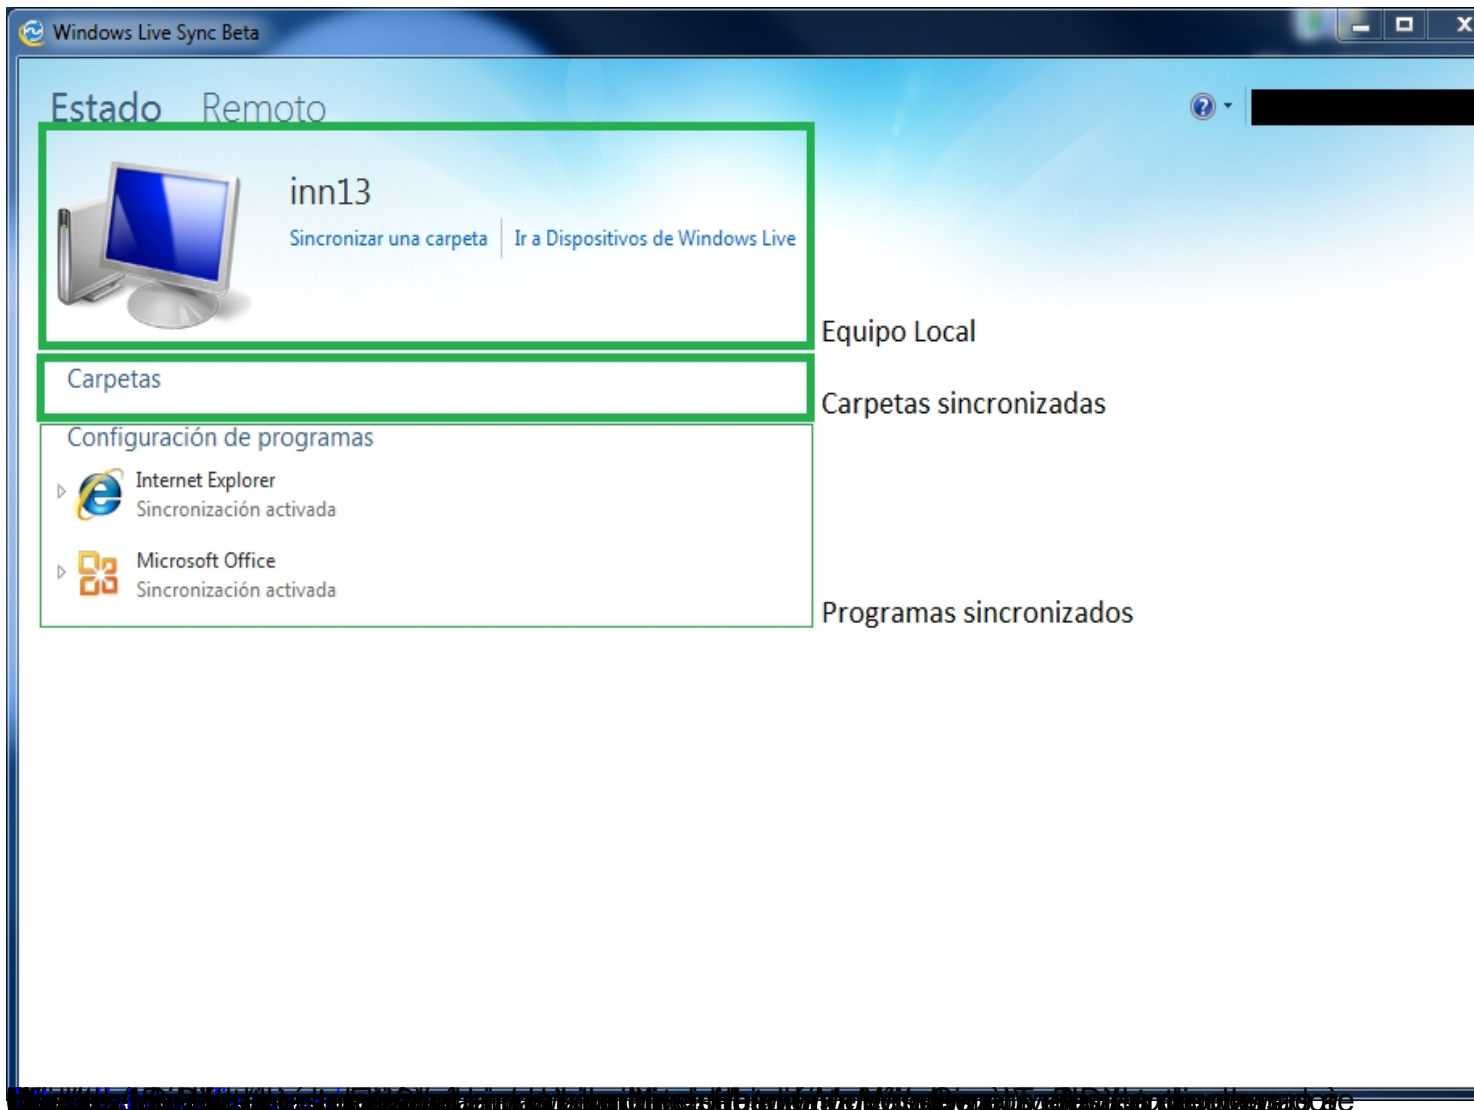 Windows Live Sync Beta
Estado Remoto
inn13
Sincronizar una carpeta Ir a Dispositivos de Windows Live
Equipo Local
Carpetas
Carpetas sincronizadas
Configuración de programas
Internet Explorer
Sincronización activada
Microsoft Office
Sincronización activada
Programas sincronizados